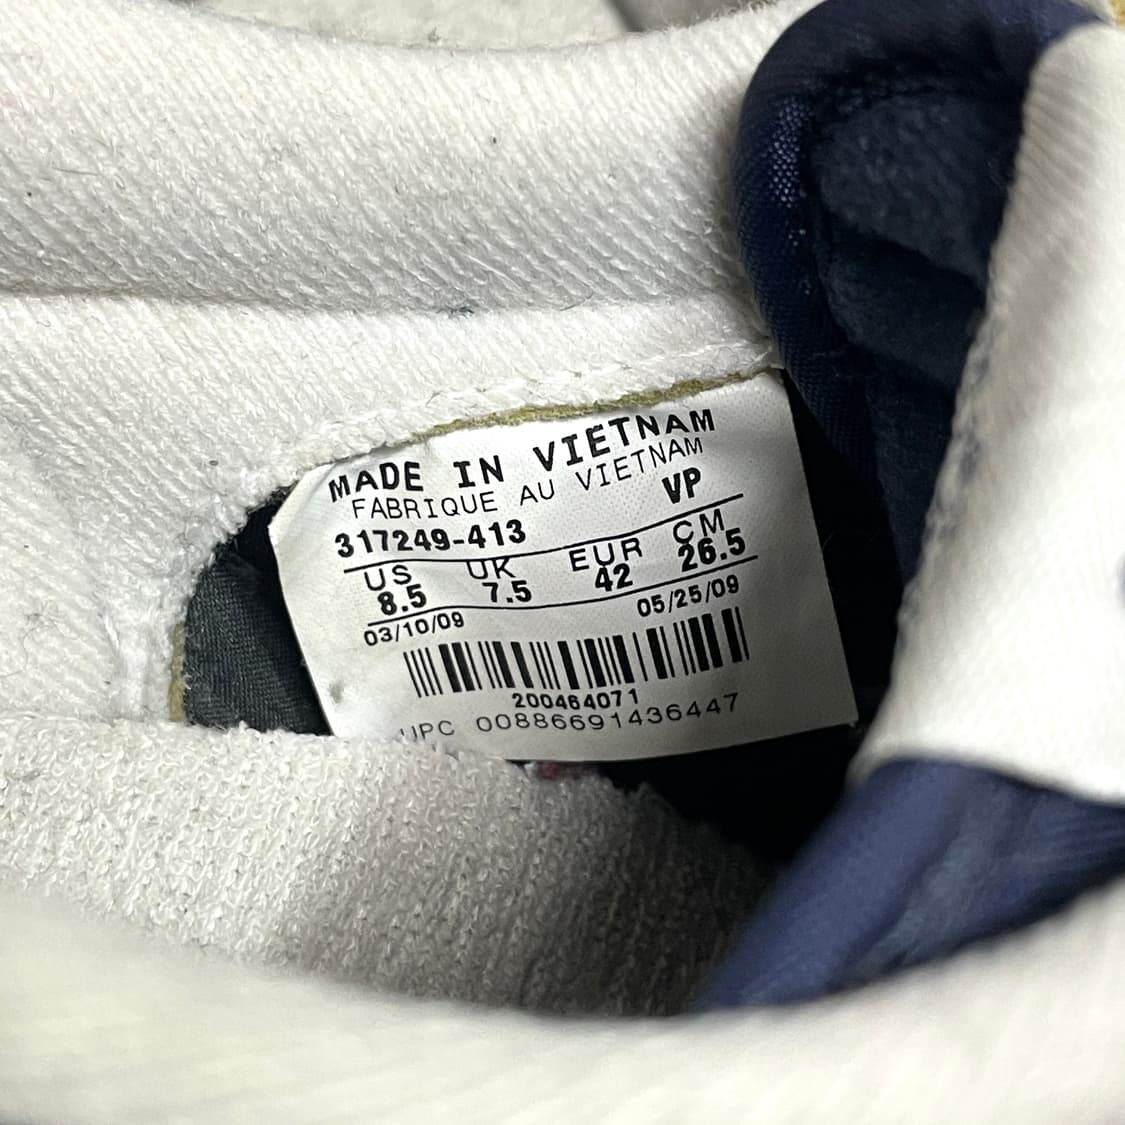 MADE IN VIETNAM
FABRIQUE AU VIETNAM
317249-413 VP
US UK EUR CM
8.5 7.5 42 26.5
03/10/09 05/25/09
200464071
UPC 00886691436447